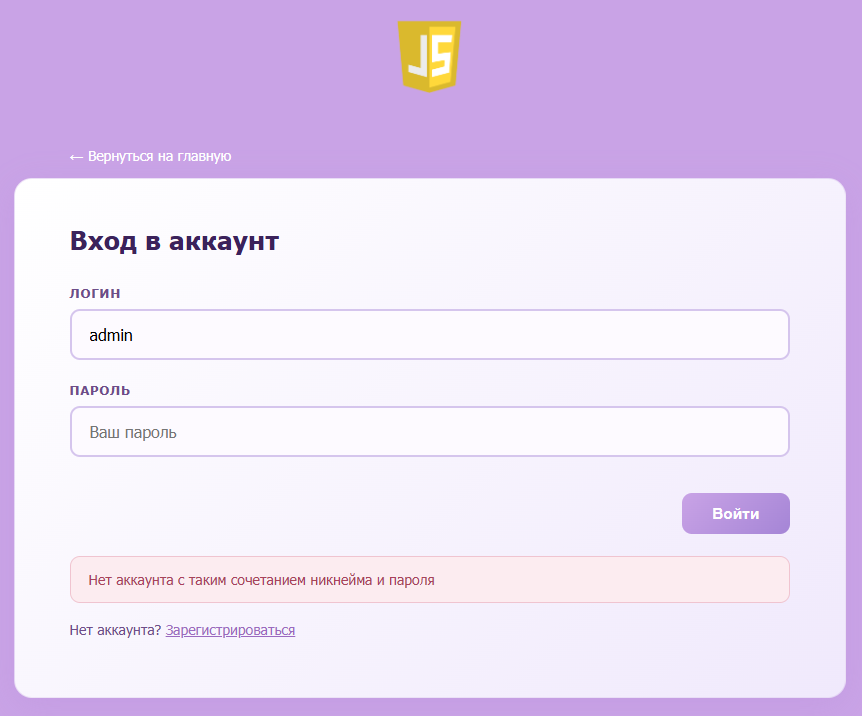 JS
← Вернуться на главную
Вход в аккаунт
ЛОГИН
admin
ПАРОЛЬ
Ваш пароль
Войти
Нет аккаунта с таким сочетанием никнейма и пароля
Нет аккаунта? Зарегистрироваться